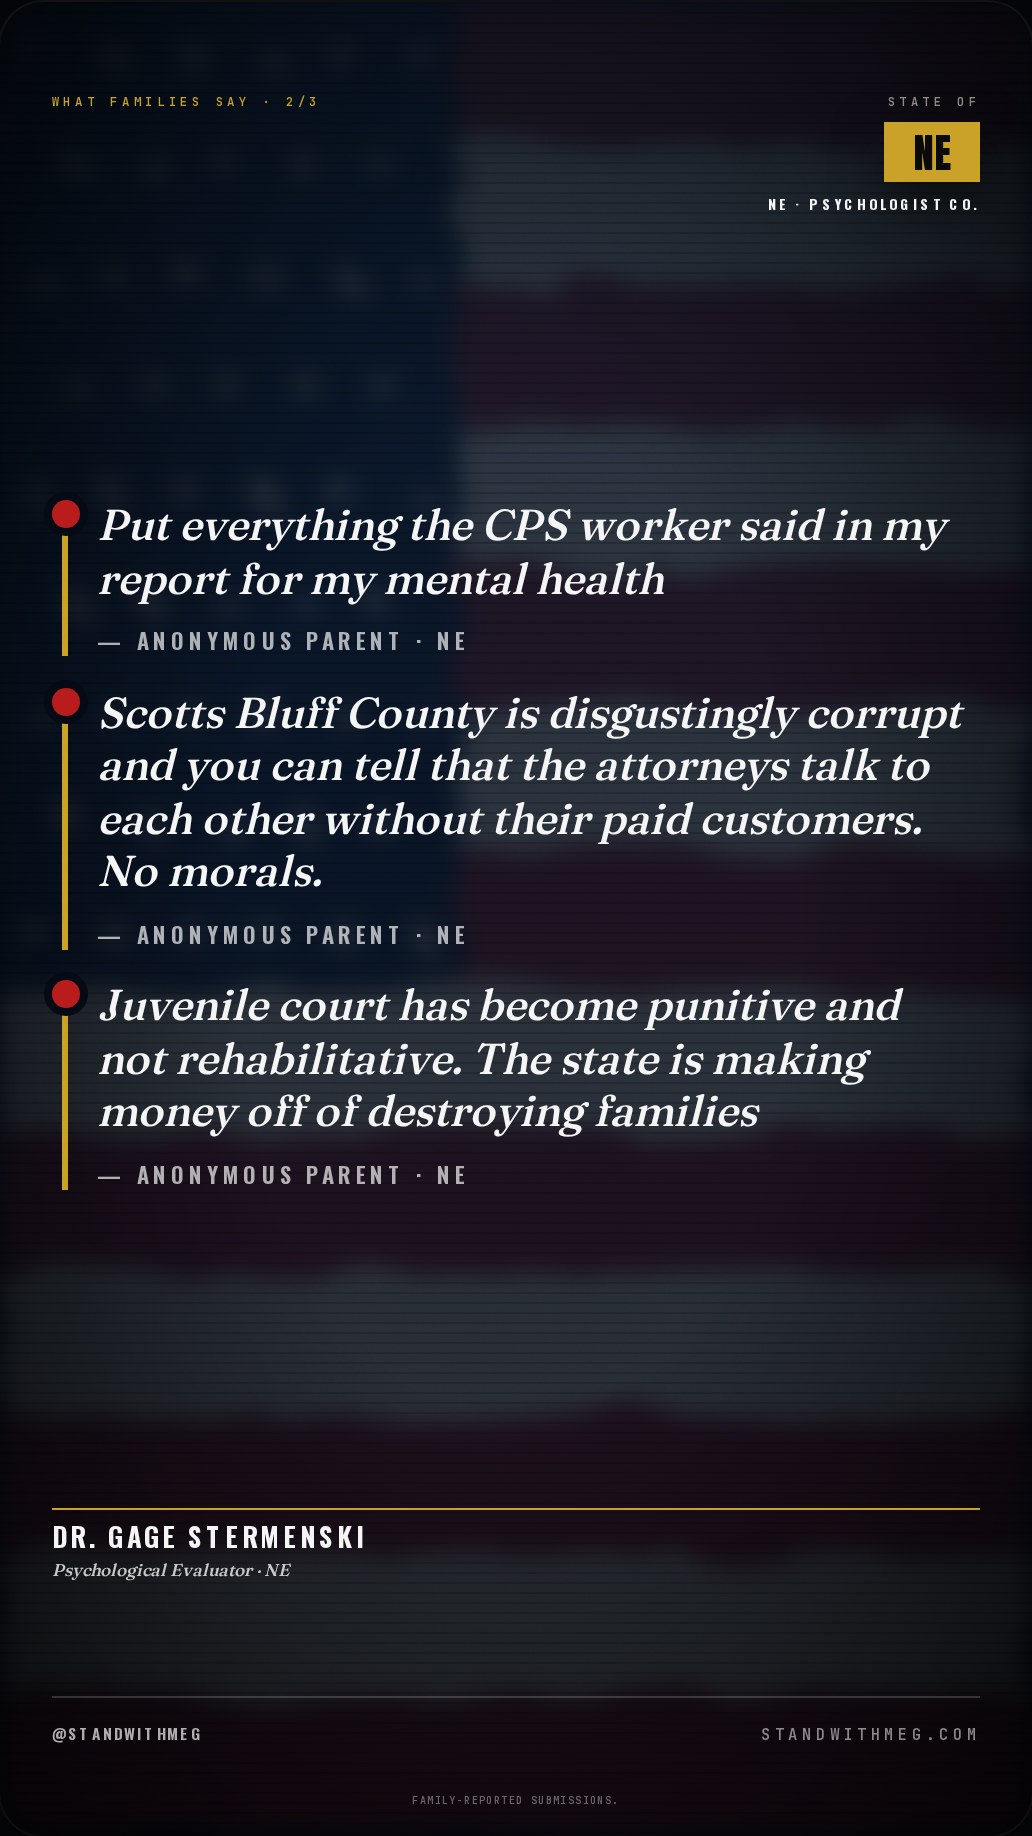 WHAT FAMILIES SAY · 2/3
STATE OF
NE
NE · PSYCHOLOGIST CO.
Put everything the CPS worker said in my
report for my mental health
— ANONYMOUS PARENT · NE
Scotts Bluff County is disgustingly corrupt
and you can tell that the attorneys talk to
each other without their paid customers.
No morals.
— ANONYMOUS PARENT · NE
Juvenile court has become punitive and
not rehabilitative. The state is making
money off of destroying families
— ANONYMOUS PARENT · NE
DR. GAGE STERMENSKI
Psychological Evaluator · NE
@STANDWITHMEG
STANDWITHMEG.COM
FAMILY-REPORTED SUBMISSIONS.